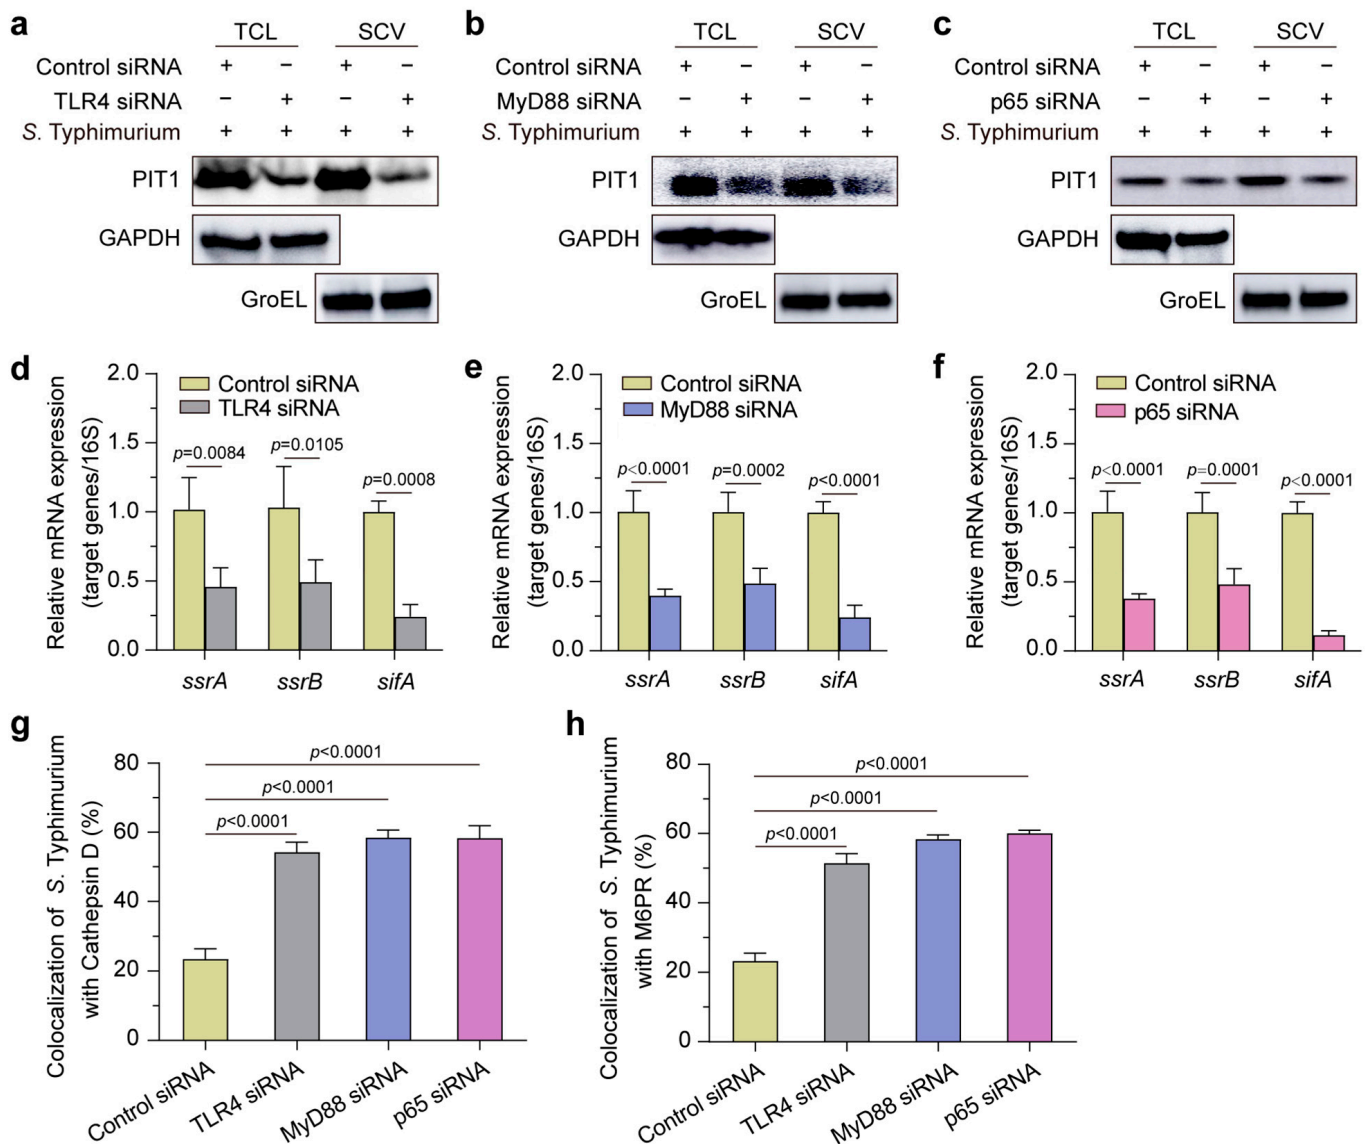 a
TCL SCV
Control siRNA + − + −
TLR4 siRNA − + − +
S. Typhimurium + + + +
PIT1
GAPDH
GroEL
b
TCL SCV
Control siRNA + − + −
MyD88 siRNA − + − +
S. Typhimurium + + + +
PIT1
GAPDH
GroEL
c
TCL SCV
Control siRNA + − + −
p65 siRNA − + − +
S. Typhimurium + + + +
PIT1
GAPDH
GroEL
d
Relative mRNA expression
(target genes/16S)
2.0
1.5
1.0
0.5
0.0
Control siRNA
TLR4 siRNA
p=0.0084
p=0.0105
p=0.0008
ssrA ssrB sifA
e
Relative mRNA expression
(target genes/16S)
2.0
1.5
1.0
0.5
0.0
Control siRNA
MyD88 siRNA
p<0.0001
p=0.0002
p<0.0001
ssrA ssrB sifA
f
Relative mRNA expression
(target genes/16S)
2.0
1.5
1.0
0.5
0.0
Control siRNA
p65 siRNA
p<0.0001
p=0.0001
p<0.0001
ssrA ssrB sifA
g
Colocalization of S. Typhimurium
with Cathepsin D (%)
80
60
40
20
0
p<0.0001
p<0.0001
p<0.0001
Control siRNA
TLR4 siRNA
MyD88 siRNA
p65 siRNA
h
Colocalization of S. Typhimurium
with M6PR (%)
80
60
40
20
0
p<0.0001
p<0.0001
p<0.0001
Control siRNA
TLR4 siRNA
MyD88 siRNA
p65 siRNA